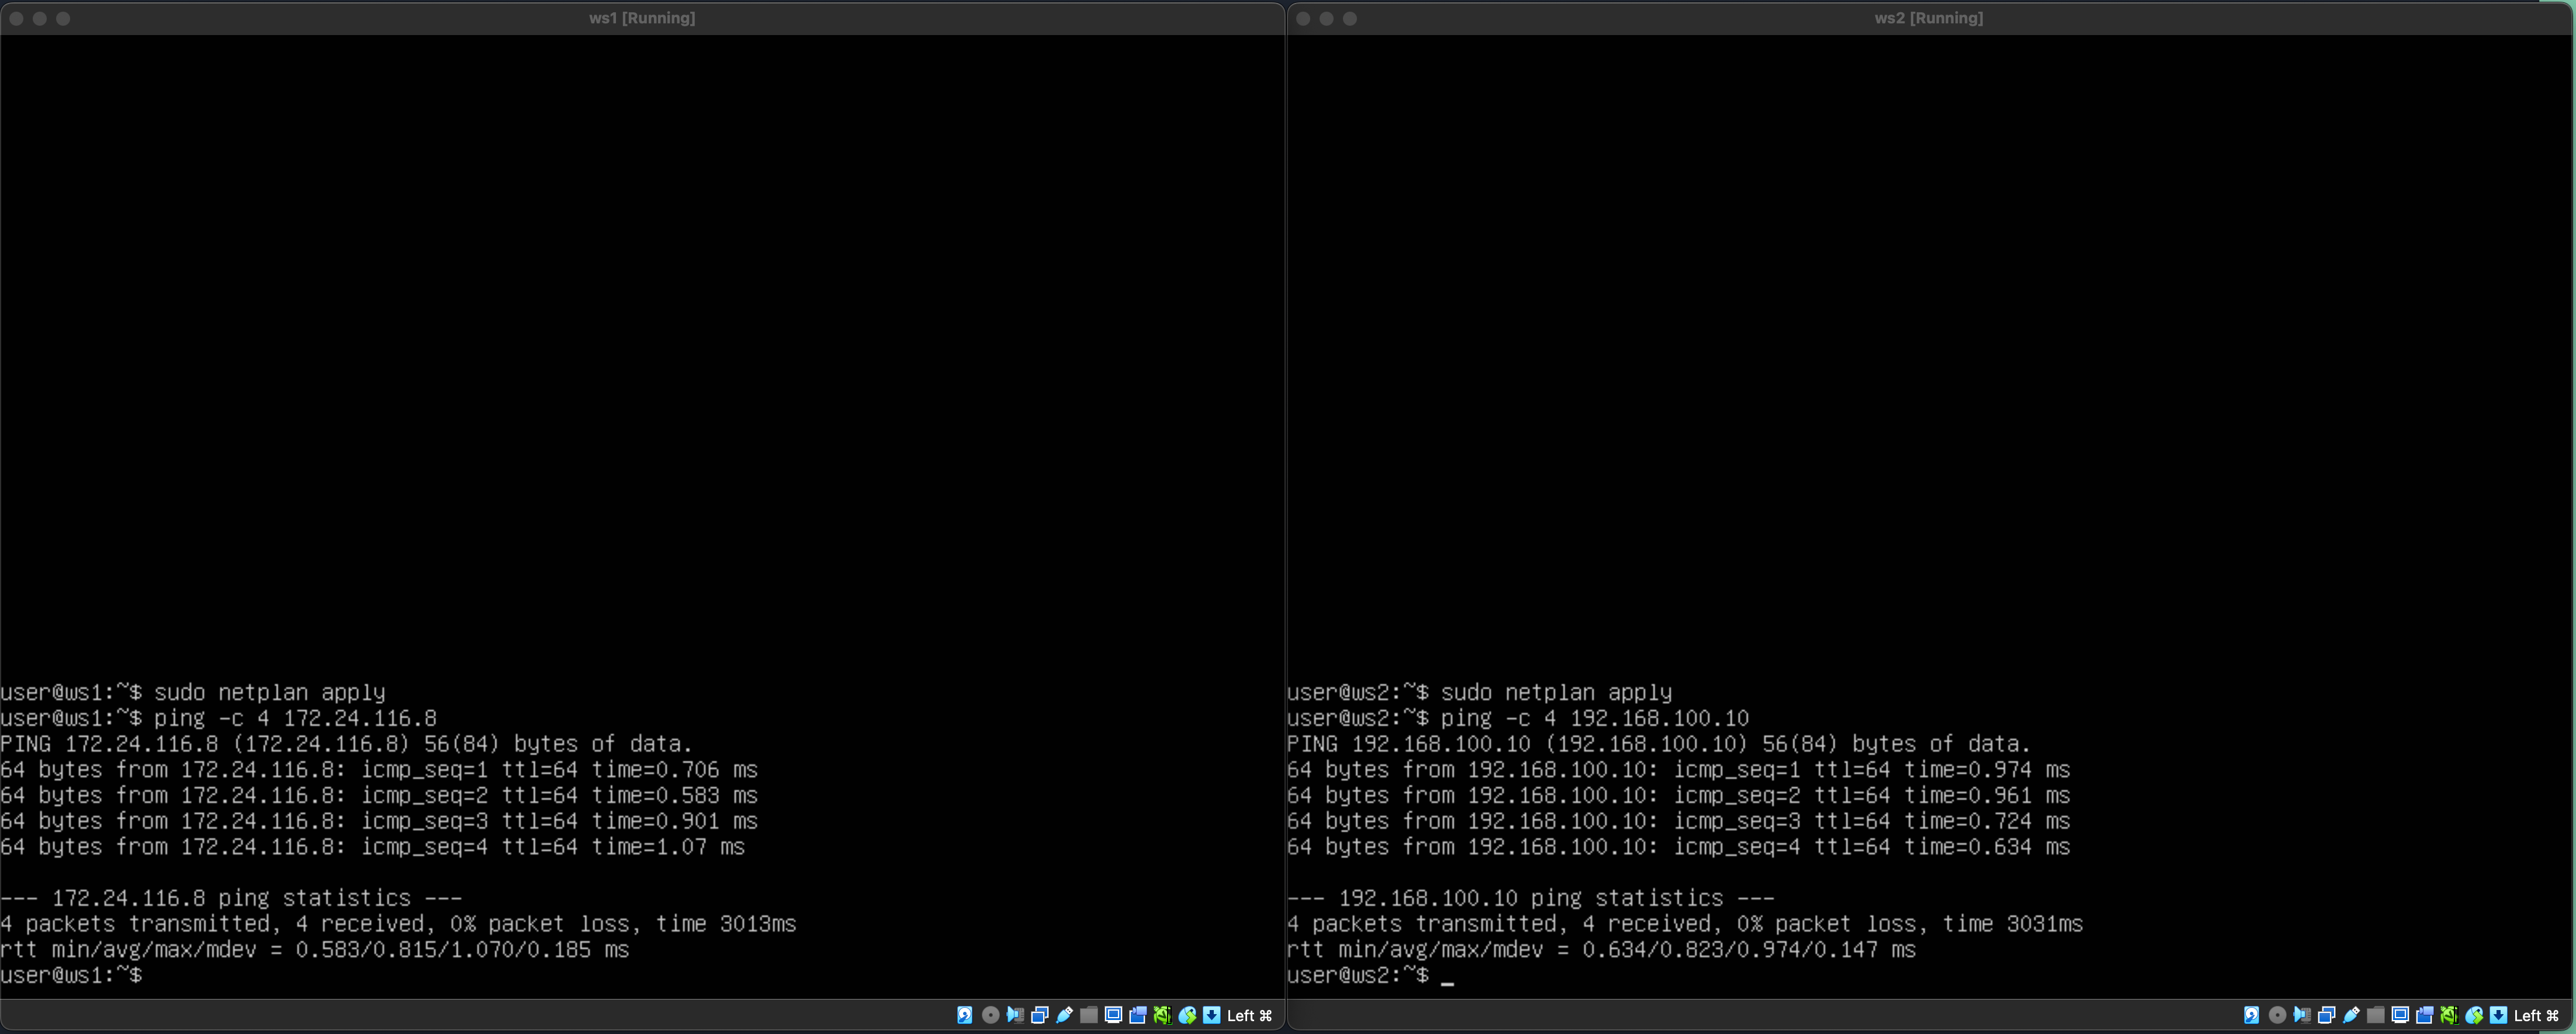 ws1 [Running]
user@ws1:~$ sudo netplan apply
user@ws1:~$ ping -c 4 172.24.116.8
PING 172.24.116.8 (172.24.116.8) 56(84) bytes of data.
64 bytes from 172.24.116.8: icmp_seq=1 ttl=64 time=0.706 ms
64 bytes from 172.24.116.8: icmp_seq=2 ttl=64 time=0.583 ms
64 bytes from 172.24.116.8: icmp_seq=3 ttl=64 time=0.901 ms
64 bytes from 172.24.116.8: icmp_seq=4 ttl=64 time=1.07 ms
--- 172.24.116.8 ping statistics ---
4 packets transmitted, 4 received, 0% packet loss, time 3013ms
rtt min/avg/max/mdev = 0.583/0.815/1.070/0.185 ms
user@ws1:~$
Left ⌘
ws2 [Running]
user@ws2:~$ sudo netplan apply
user@ws2:~$ ping -c 4 192.168.100.10
PING 192.168.100.10 (192.168.100.10) 56(84) bytes of data.
64 bytes from 192.168.100.10: icmp_seq=1 ttl=64 time=0.974 ms
64 bytes from 192.168.100.10: icmp_seq=2 ttl=64 time=0.961 ms
64 bytes from 192.168.100.10: icmp_seq=3 ttl=64 time=0.724 ms
64 bytes from 192.168.100.10: icmp_seq=4 ttl=64 time=0.634 ms
--- 192.168.100.10 ping statistics ---
4 packets transmitted, 4 received, 0% packet loss, time 3031ms
rtt min/avg/max/mdev = 0.634/0.823/0.974/0.147 ms
user@ws2:~$ _
Left ⌘